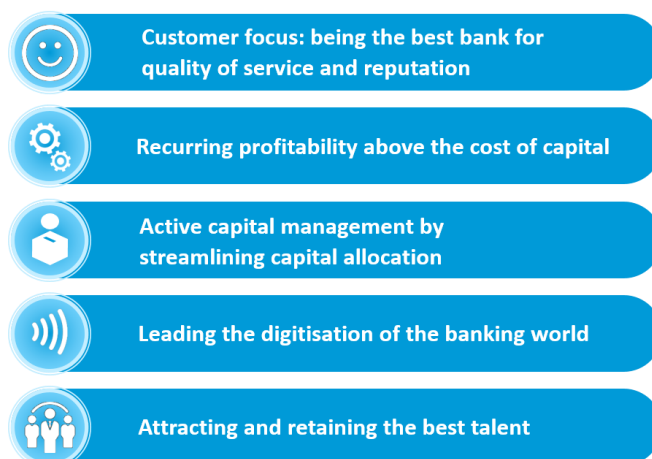 Customer focus: being the best bank for
quality of service and reputation
Recurring profitability above the cost of capital
Active capital management by
streamlining capital allocation
Leading the digitisation of the banking world
Attracting and retaining the best talent